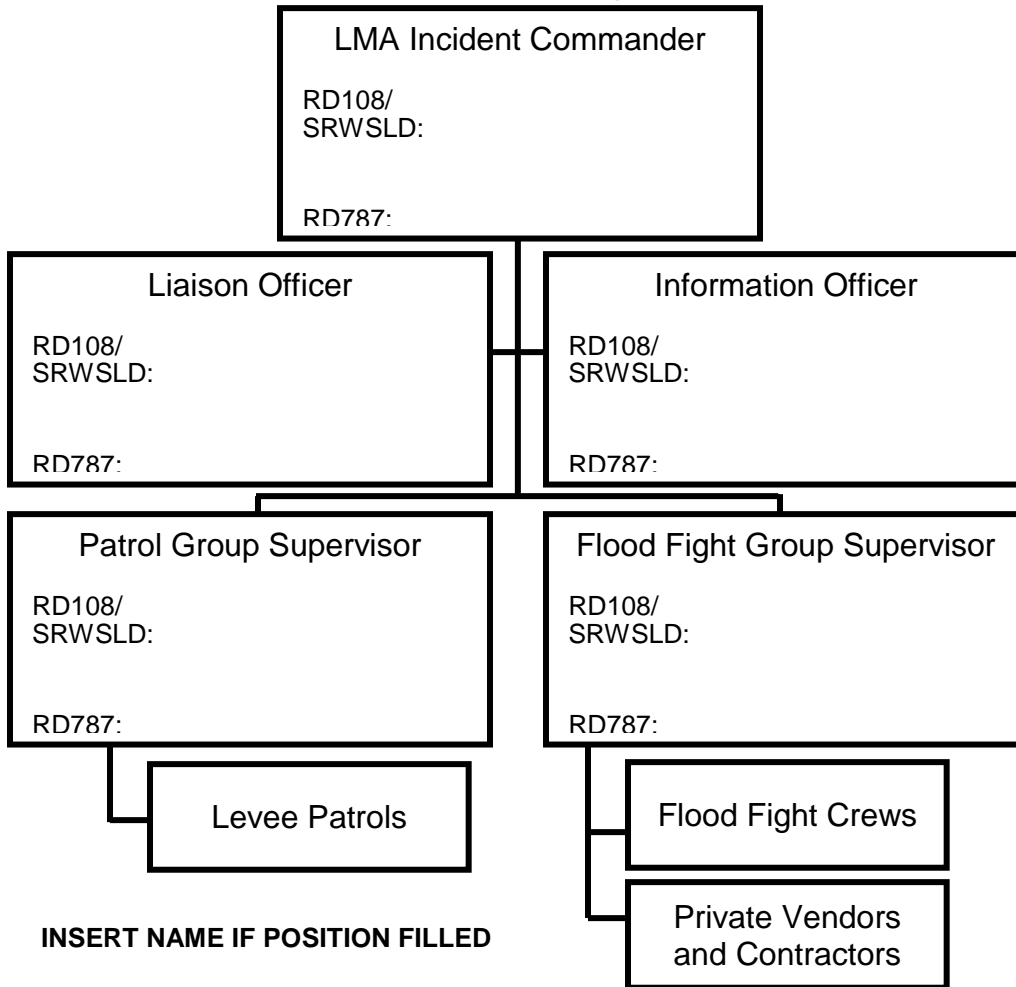 LMA Incident Commander
RD108/
SRWSLD:
RD787:
Liaison Officer
RD108/
SRWSLD:
RD787:
Information Officer
RD108/
SRWSLD:
RD787:
Patrol Group Supervisor
RD108/
SRWSLD:
RD787:
Flood Fight Group Supervisor
RD108/
SRWSLD:
RD787:
Levee Patrols
Flood Fight Crews
Private Vendors
and Contractors
INSERT NAME IF POSITION FILLED